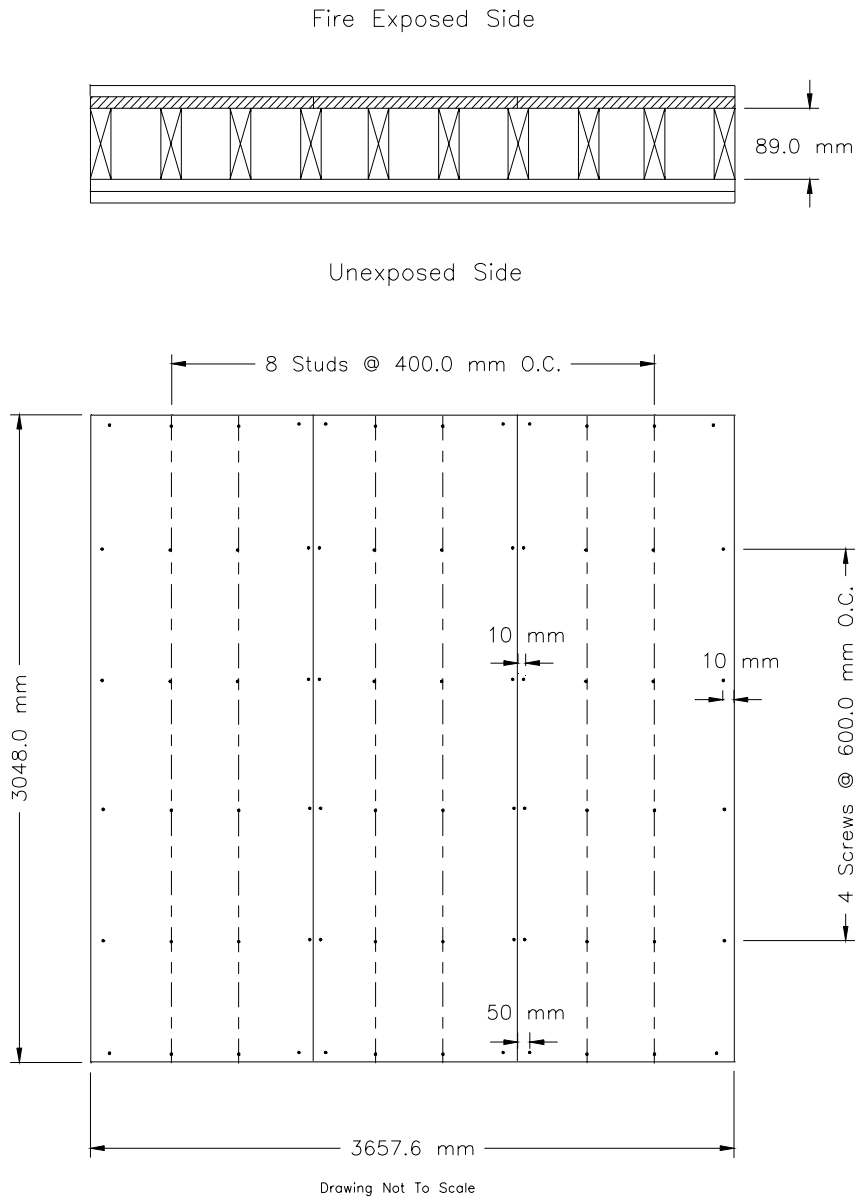 Fire Exposed Side
89.0 mm
Unexposed Side
8 Studs @ 400.0 mm O.C.
10 mm
10 mm
3048.0 mm
4 Screws @ 600.0 mm O.C.
50 mm
3657.6 mm
Drawing Not To Scale